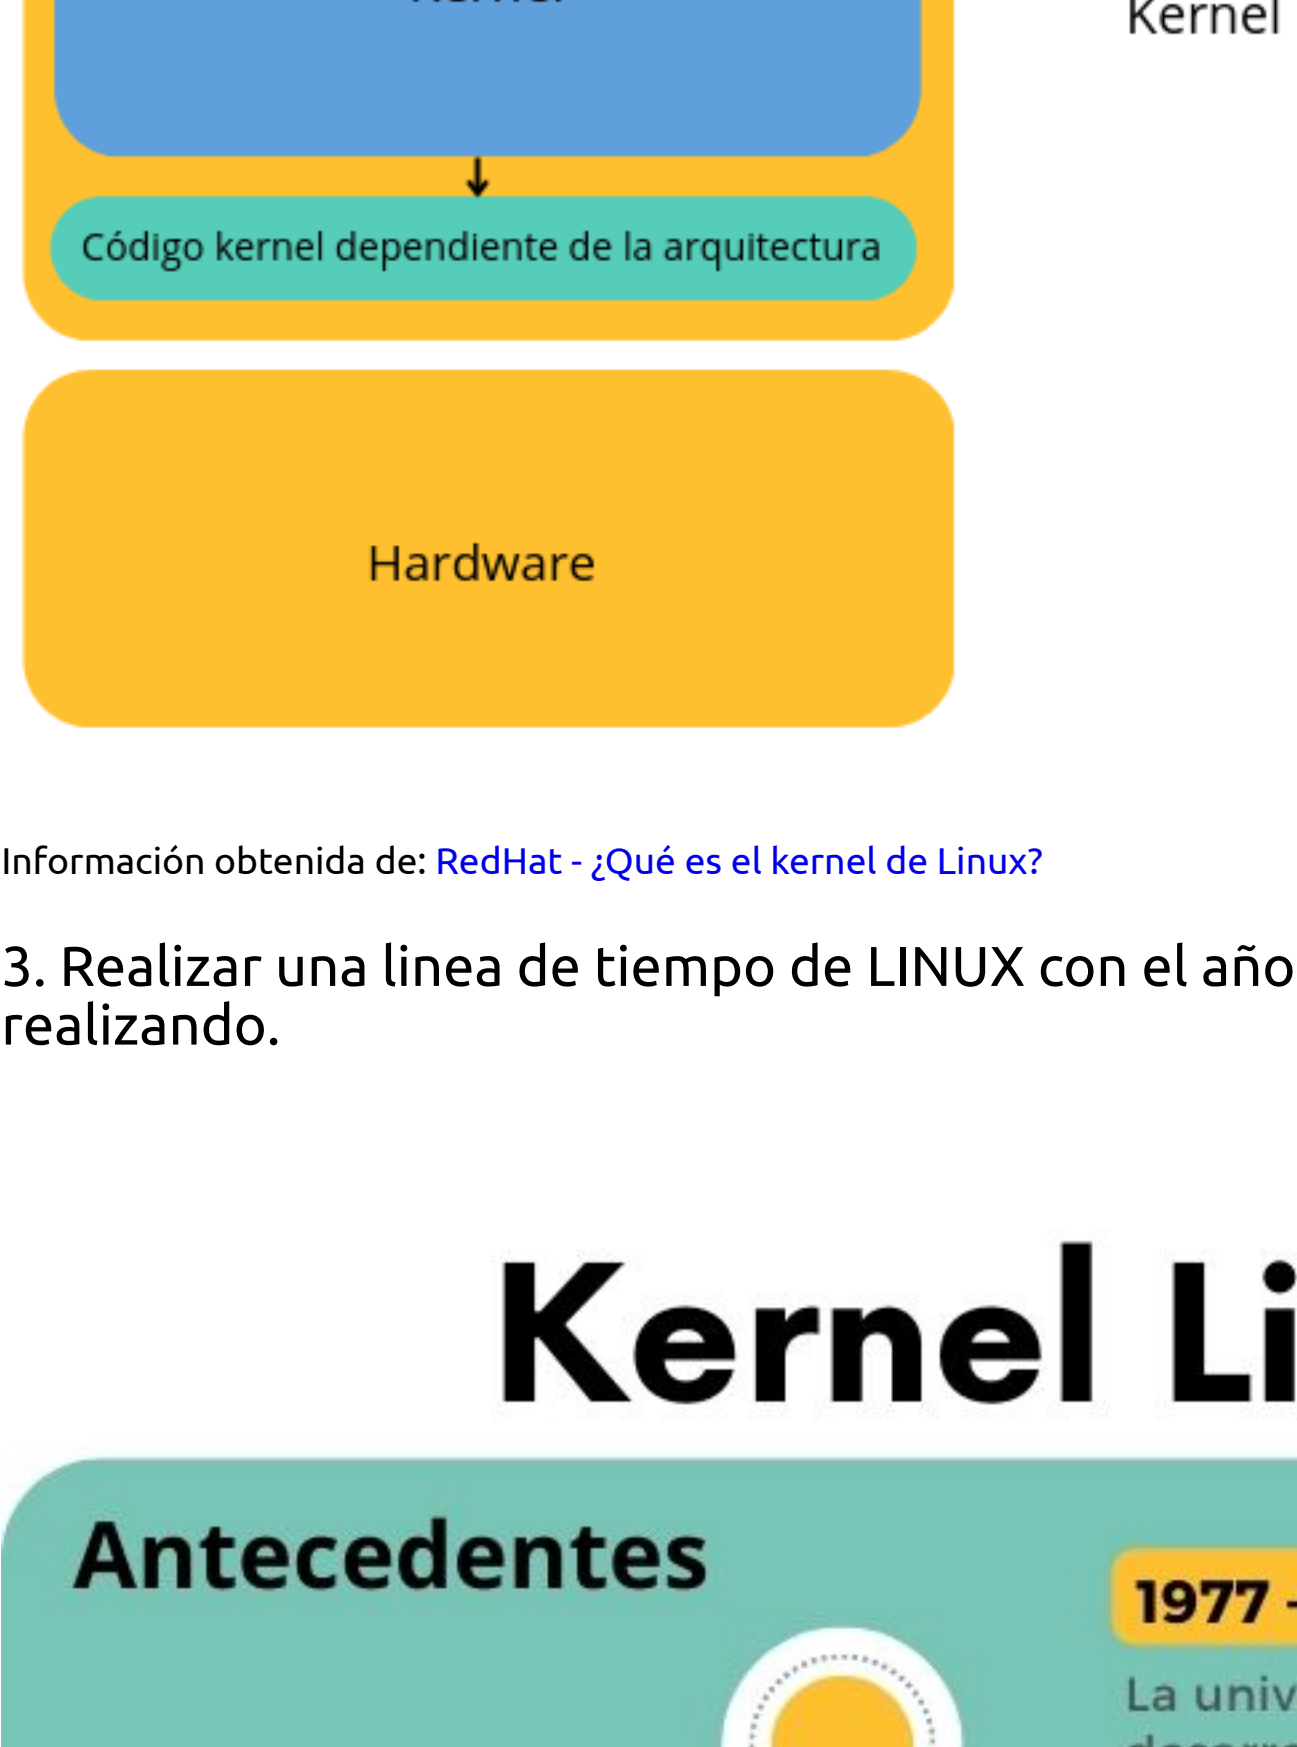 Kernel
Código kernel dependiente de la arquitectura
Hardware
Información obtenida de: RedHat - ¿Qué es el kernel de Linux?
3. Realizar una linea de tiempo de LINUX con el año
realizando.
Kernel Li
Antecedentes
1977 -
La univ